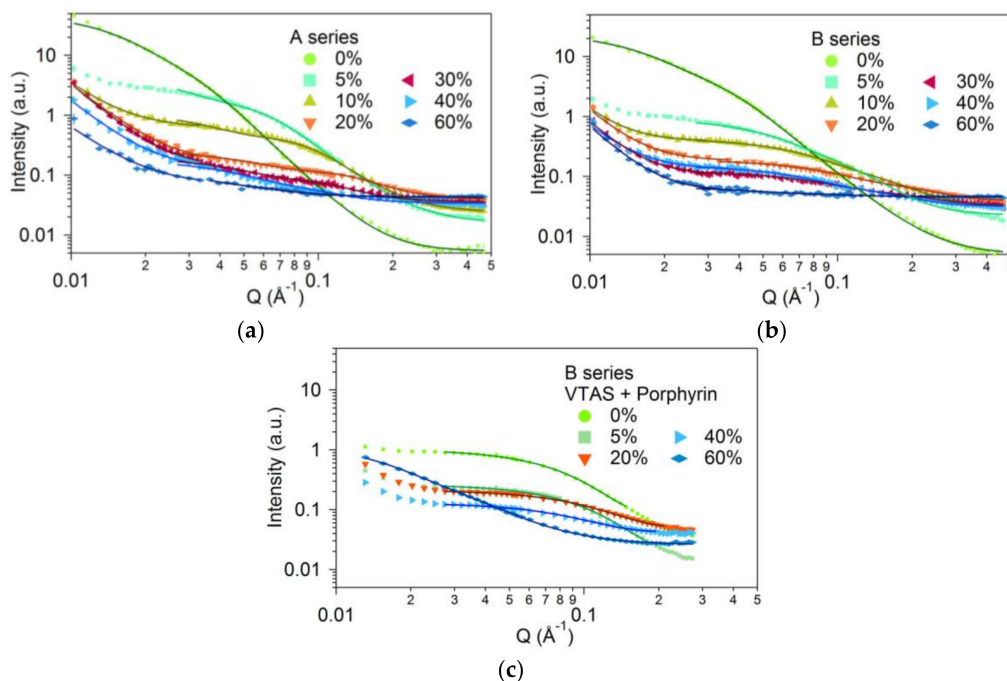 A series
0%
5% 30%
10% 40%
20% 60%
10
1
0.1
0.01
Intensity (a.u.)
0.01 2 3 4 5 6 7 8 9 0.1 2 3 4 5
Q (Å⁻¹)
(a)
B series
0%
5% 30%
10% 40%
20% 60%
10
1
0.1
0.01
Intensity (a.u.)
0.01 2 3 4 5 6 7 8 9 0.1 2 3 4
Q (Å⁻¹)
(b)
B series
VTAS + Porphyrin
0%
5% 40%
20% 60%
10
1
0.1
0.01
Intensity (a.u.)
0.01 2 3 4 5 6 7 8 9 0.1 2 3 4 5
Q (Å⁻¹)
(c)